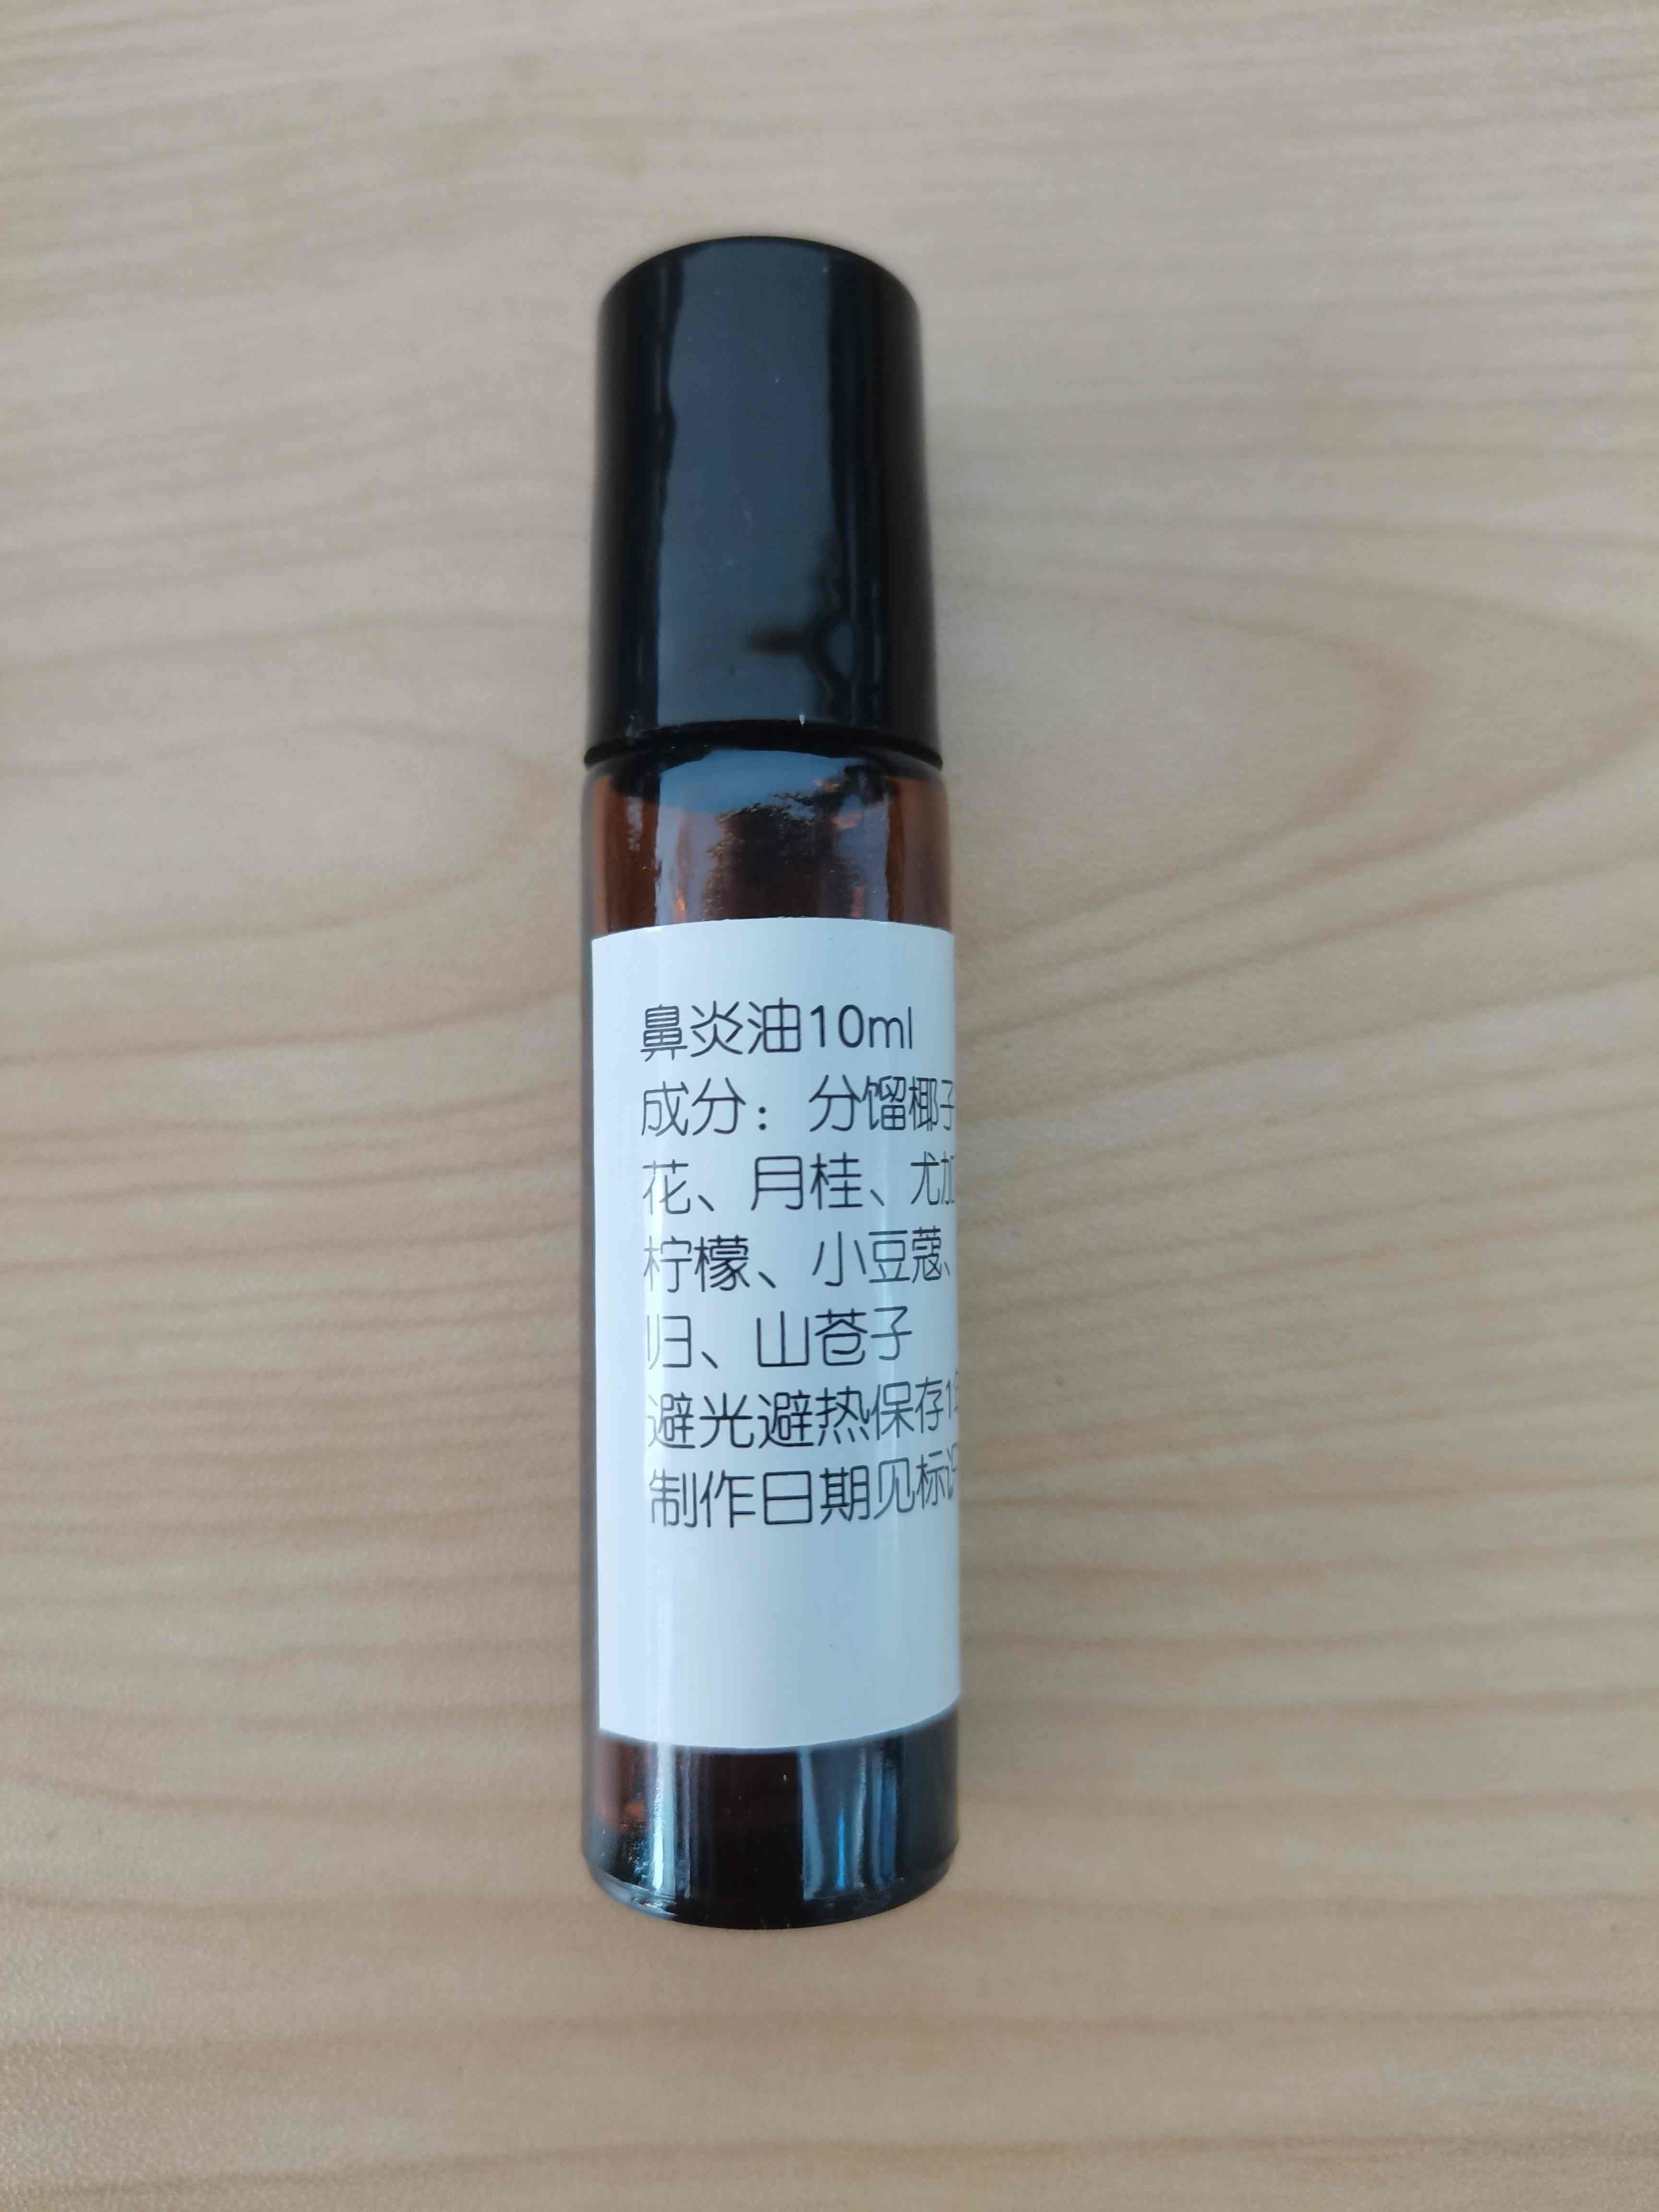 鼻炎油10ml
成分：分馏椰子
花、月桂、尤加
柠檬、小豆蔻、
归、山苍子
避光避热保存1
制作日期见标识